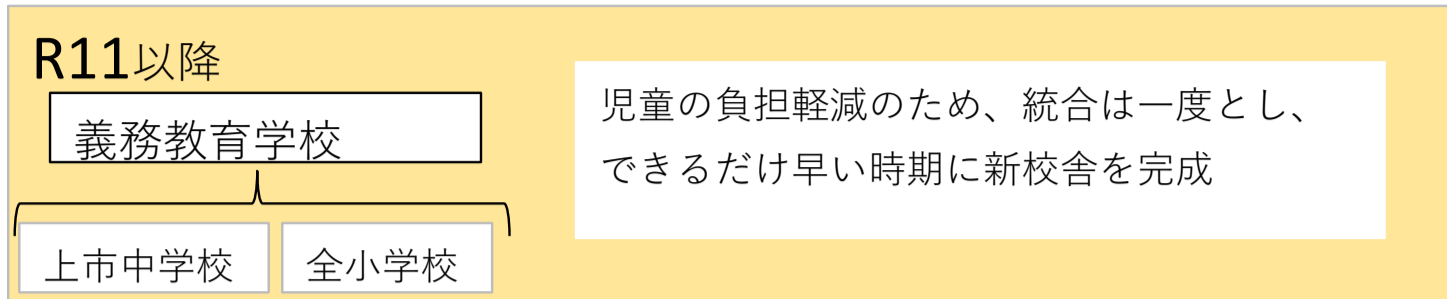 R11以降
義務教育学校
上市中学校
全小学校
児童の負担軽減のため、統合は一度とし、
できるだけ早い時期に新校舎を完成